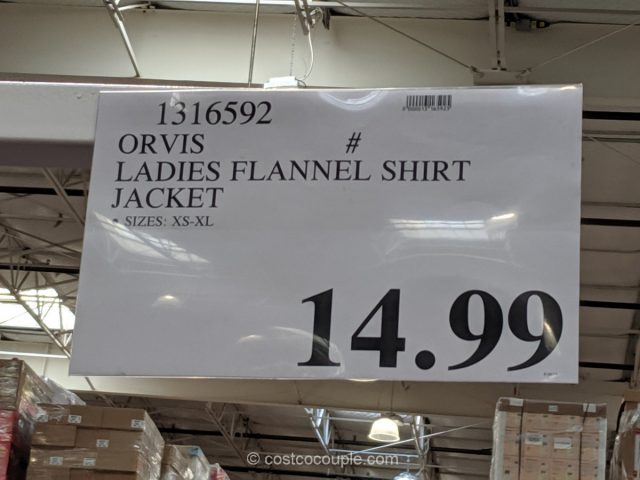 1316592
ORVIS #
LADIES FLANNEL SHIRT
JACKET
• SIZES: XS-XL
14.99
© costcocouple.com